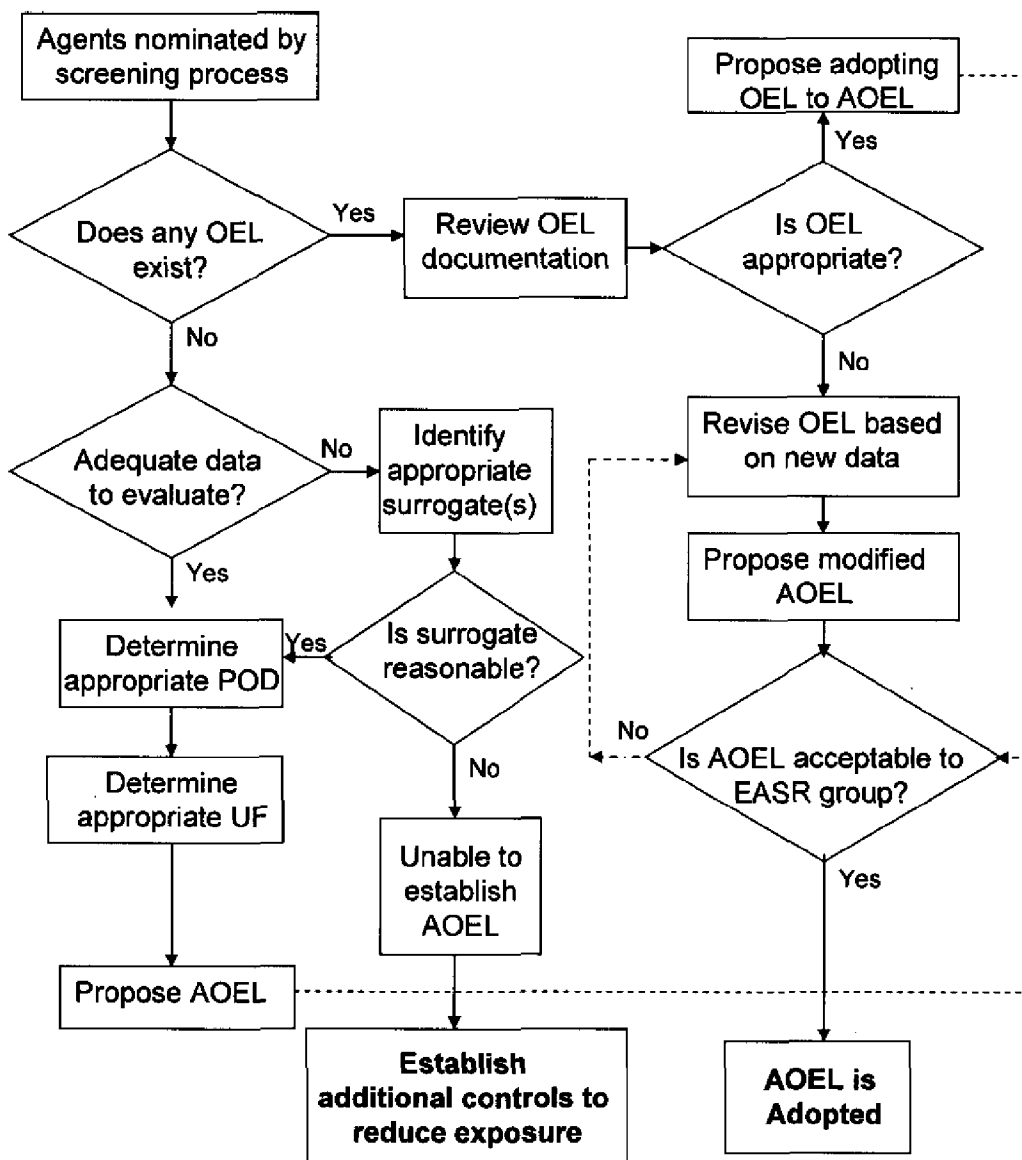 Agents nominated by
screening process
Propose adopting
OEL to AOEL
Yes
Does any OEL
exist?
Yes
Review OEL
documentation
Is OEL
appropriate?
No
No
Adequate data
to evaluate?
No
Identify
appropriate
surrogate(s)
Revise OEL based
on new data
Yes
Propose modified
AOEL
Determine
appropriate POD
Yes
Is surrogate
reasonable?
No
No
Is AOEL acceptable to
EASR group?
Determine
appropriate UF
Unable to
establish
AOEL
Yes
Propose AOEL
Establish
additional controls to
reduce exposure
AOEL is
Adopted